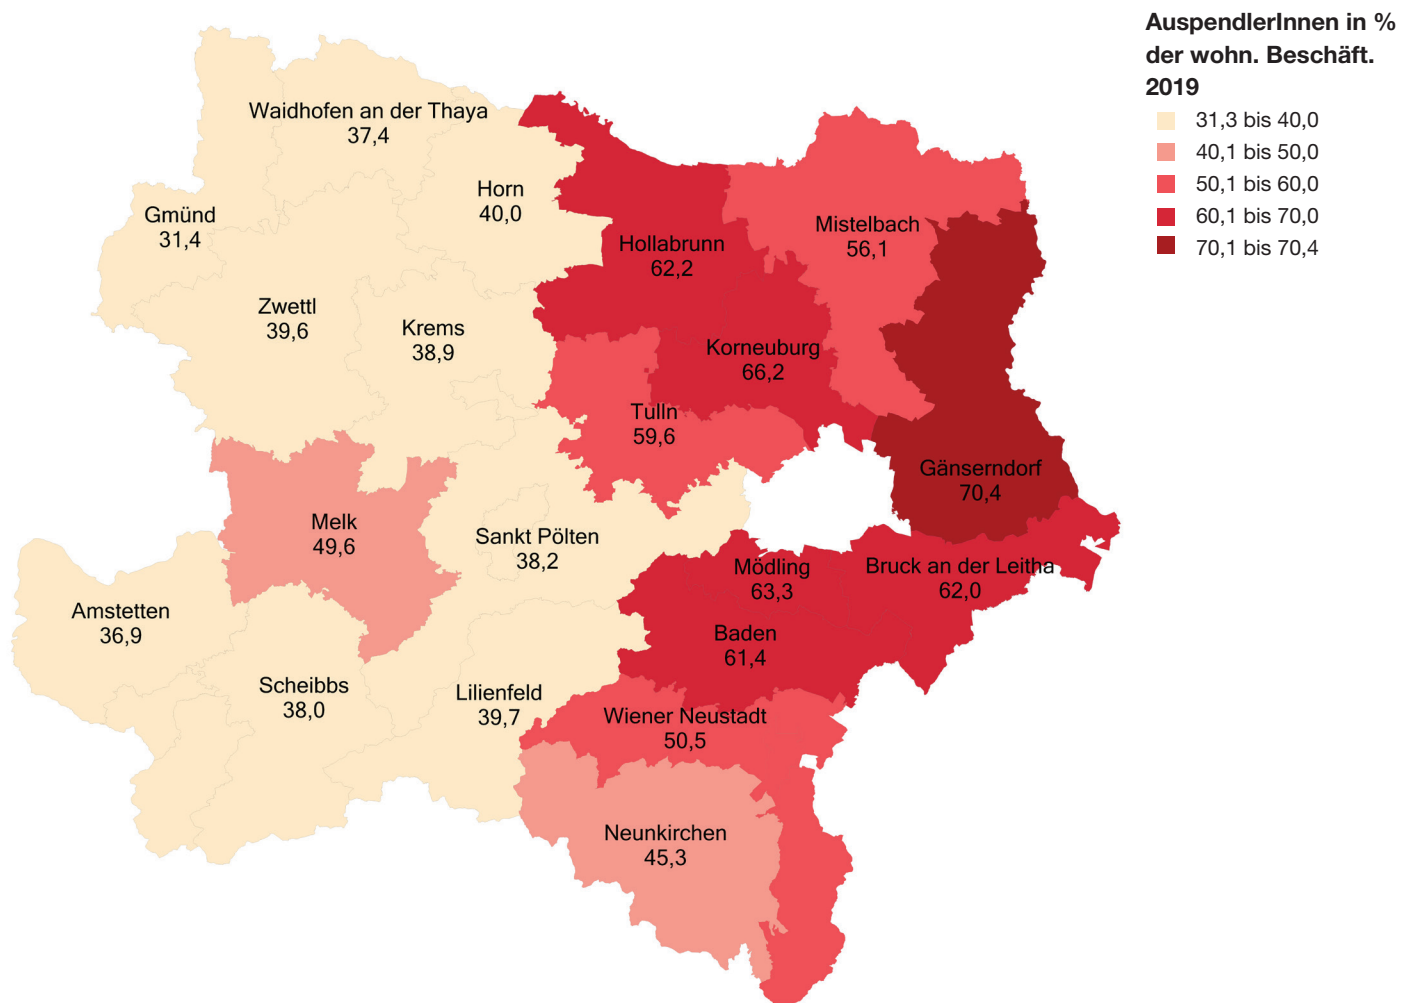 AuspendlerInnen in %
der wohn. Beschäft.
2019
31,3 bis 40,0
40,1 bis 50,0
50,1 bis 60,0
60,1 bis 70,0
70,1 bis 70,4
Waidhofen an der Thaya
37,4
Horn
40,0
Gmünd
31,4
Hollabrunn
62,2
Mistelbach
56,1
Zwettl
39,6
Krems
38,9
Korneuburg
66,2
Tulln
59,6
Gänserndorf
70,4
Melk
49,6
Sankt Pölten
38,2
Mödling
63,3
Bruck an der Leitha
62,0
Amstetten
36,9
Baden
61,4
Scheibbs
38,0
Lilienfeld
39,7
Wiener Neustadt
50,5
Neunkirchen
45,3